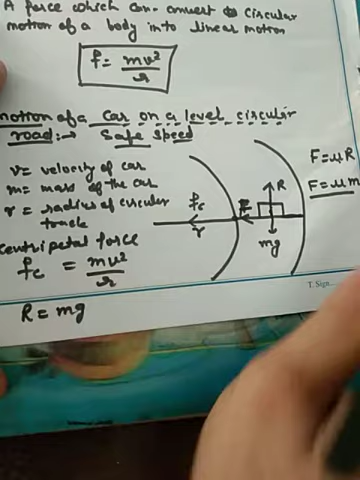 A force which can convert circular
motion of a body into linear motion
f = mv²/r
motion of a car on a level circular
road:→ Safe Speed
v = velocity of car
m = mass of the car
r = radius of circular
track
centripetal force
fc = mv²/r
R = mg
fc
r
F
R
mg
F = μR
F = μm
T. Sign